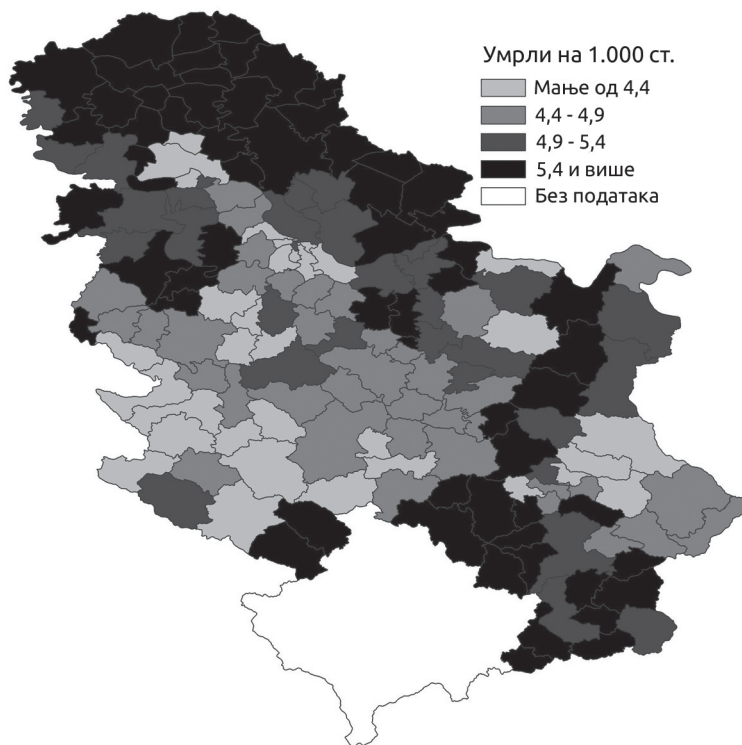 Умрли на 1.000 ст.
Мање од 4,4
4,4 - 4,9
4,9 - 5,4
5,4 и више
Без података